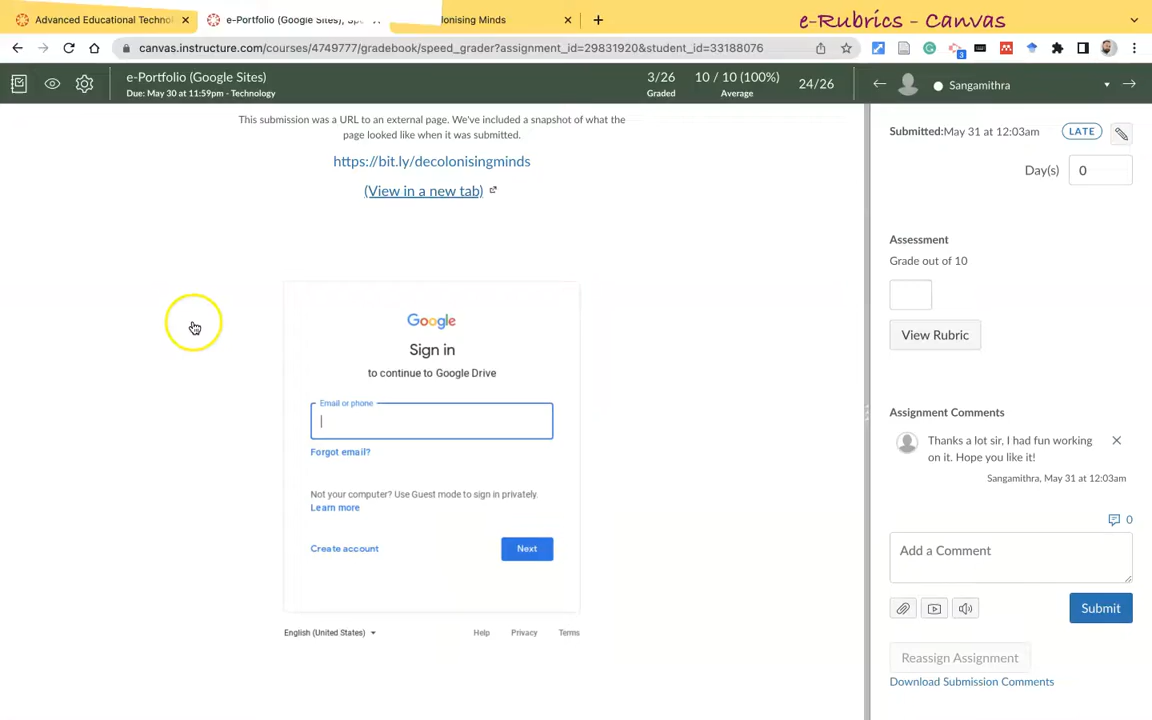 Advanced Educational Technol
e-Portfolio (Google Sites), Spe
olonising Minds
e-Rubrics - Canvas
canvas.instructure.com/courses/4749777/gradebook/speed_grader?assignment_id=29831920&student_id=33188076
3
e-Portfolio (Google Sites)
Due: May 30 at 11:59pm - Technology
3/26
Graded
10 / 10 (100%)
Average
24/26
Sangamithra
This submission was a URL to an external page. We've included a snapshot of what the
page looked like when it was submitted.
https://bit.ly/decolonisingminds
(View in a new tab)
Google
Sign in
to continue to Google Drive
Email or phone
Forgot email?
Not your computer? Use Guest mode to sign in privately.
Learn more
Create account
Next
English (United States)
Help
Privacy
Terms
Submitted:May 31 at 12:03am
LATE
Day(s)
0
Assessment
Grade out of 10
View Rubric
Assignment Comments
Thanks a lot sir, I had fun working
on it. Hope you like it!
Sangamithra, May 31 at 12:03am
0
Add a Comment
Submit
Reassign Assignment
Download Submission Comments